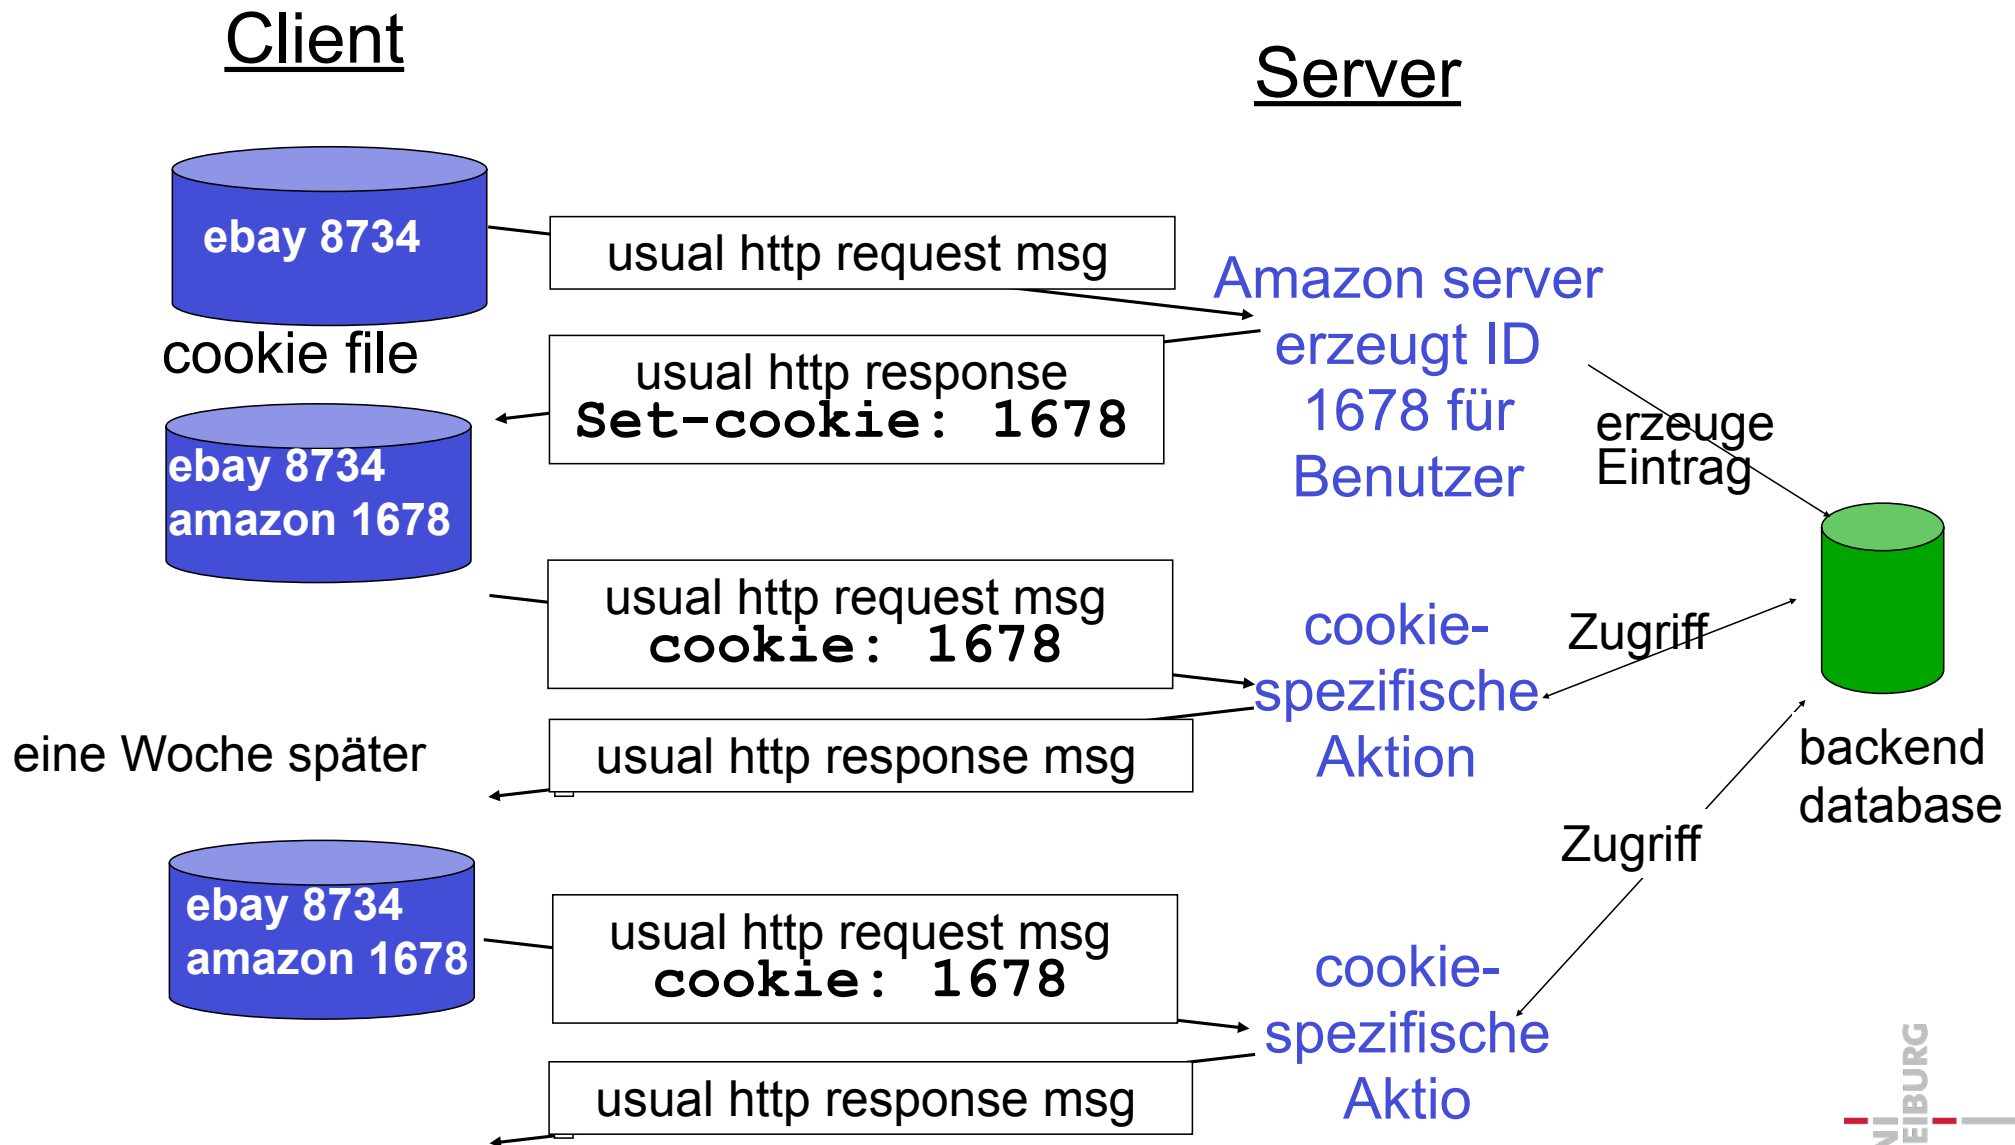 Client
Server
ebay 8734
usual http request msg
cookie file
Amazon server
erzeugt ID
1678 für
Benutzer
usual http response
Set-cookie: 1678
erzeuge
Eintrag
ebay 8734
amazon 1678
usual http request msg
cookie: 1678
cookie-
spezifische
Aktion
Zugriff
eine Woche später
usual http response msg
backend
database
Zugriff
ebay 8734
amazon 1678
usual http request msg
cookie: 1678
cookie-
spezifische
Aktio
usual http response msg